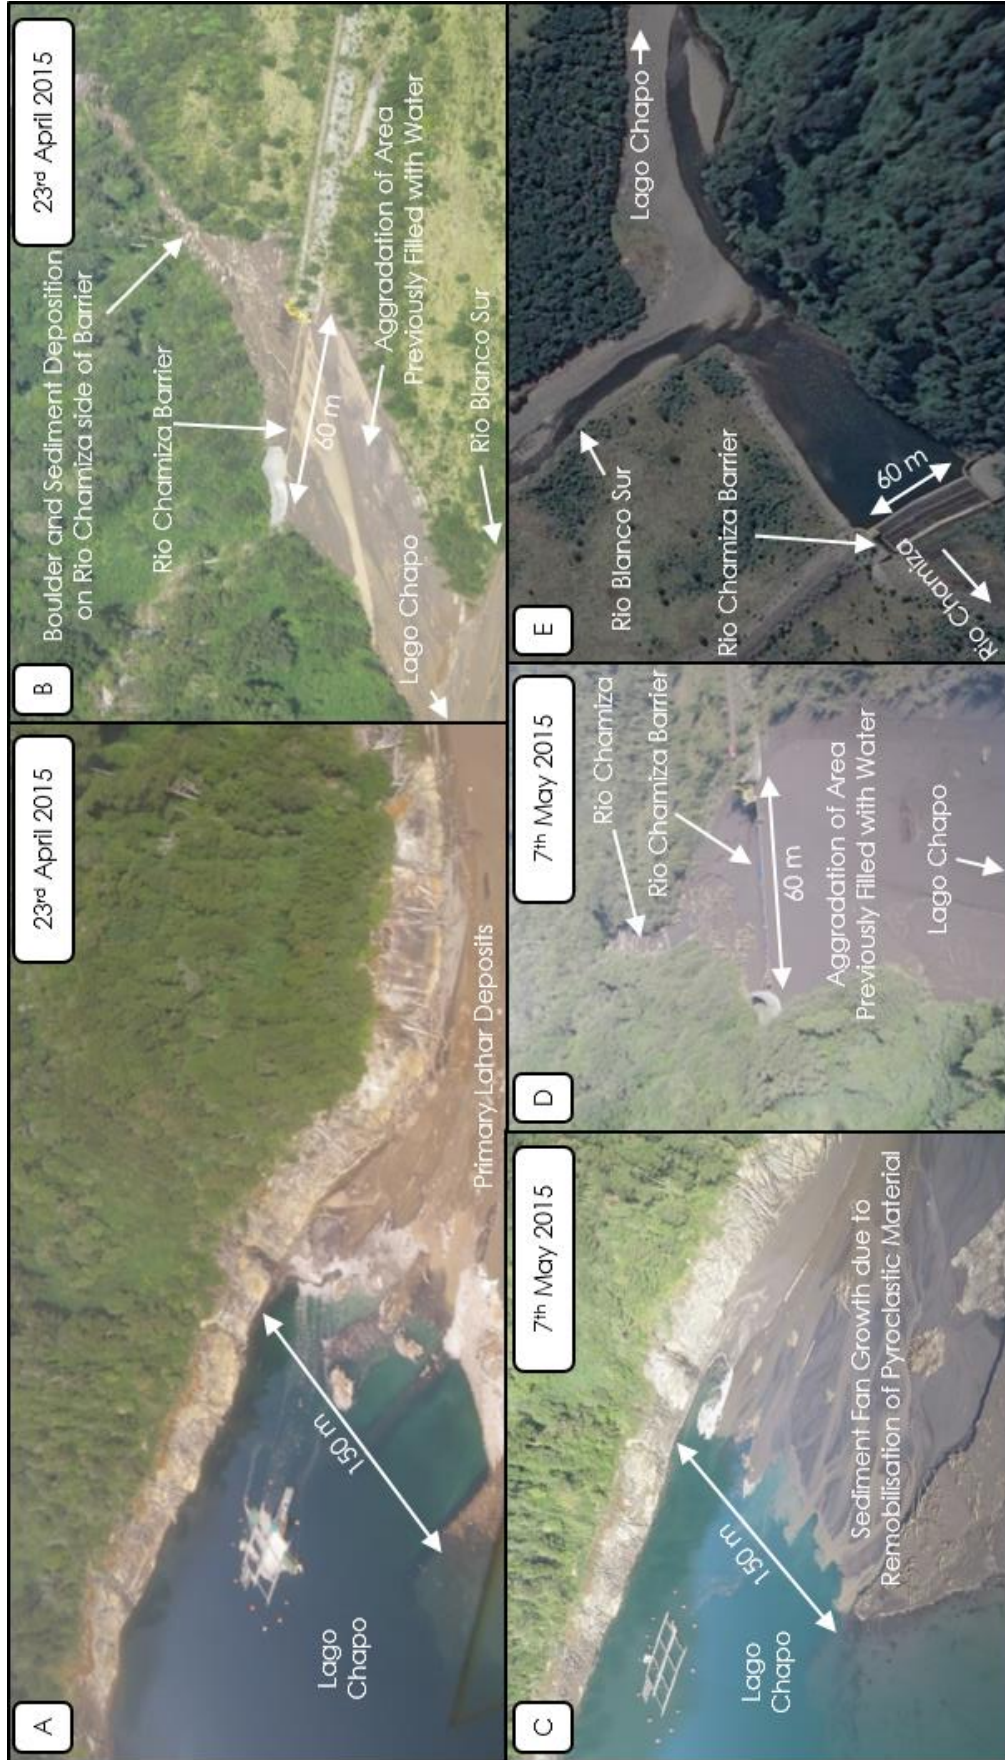 A
23rd April 2015
Lago
Chapo
150 m
Primary Lahar Deposits
B
23rd April 2015
Boulder and Sediment Deposition
on Rio Chamiza side of Barrier
Rio Chamiza Barrier
60 m
Aggradation of Area
Previously Filled with Water
Lago Chapo
Rio Blanco Sur
C
7th May 2015
150 m
Lago
Chapo
Sediment Fan Growth due to
Remobilisation of Pyroclastic Material
D
7th May 2015
Rio Chamiza
Rio Chamiza Barrier
60 m
Aggradation of Area
Previously Filled with Water
Lago Chapo
E
Lago Chapo
Rio Blanco Sur
Rio Chamiza Barrier
60 m
Rio Chamiza